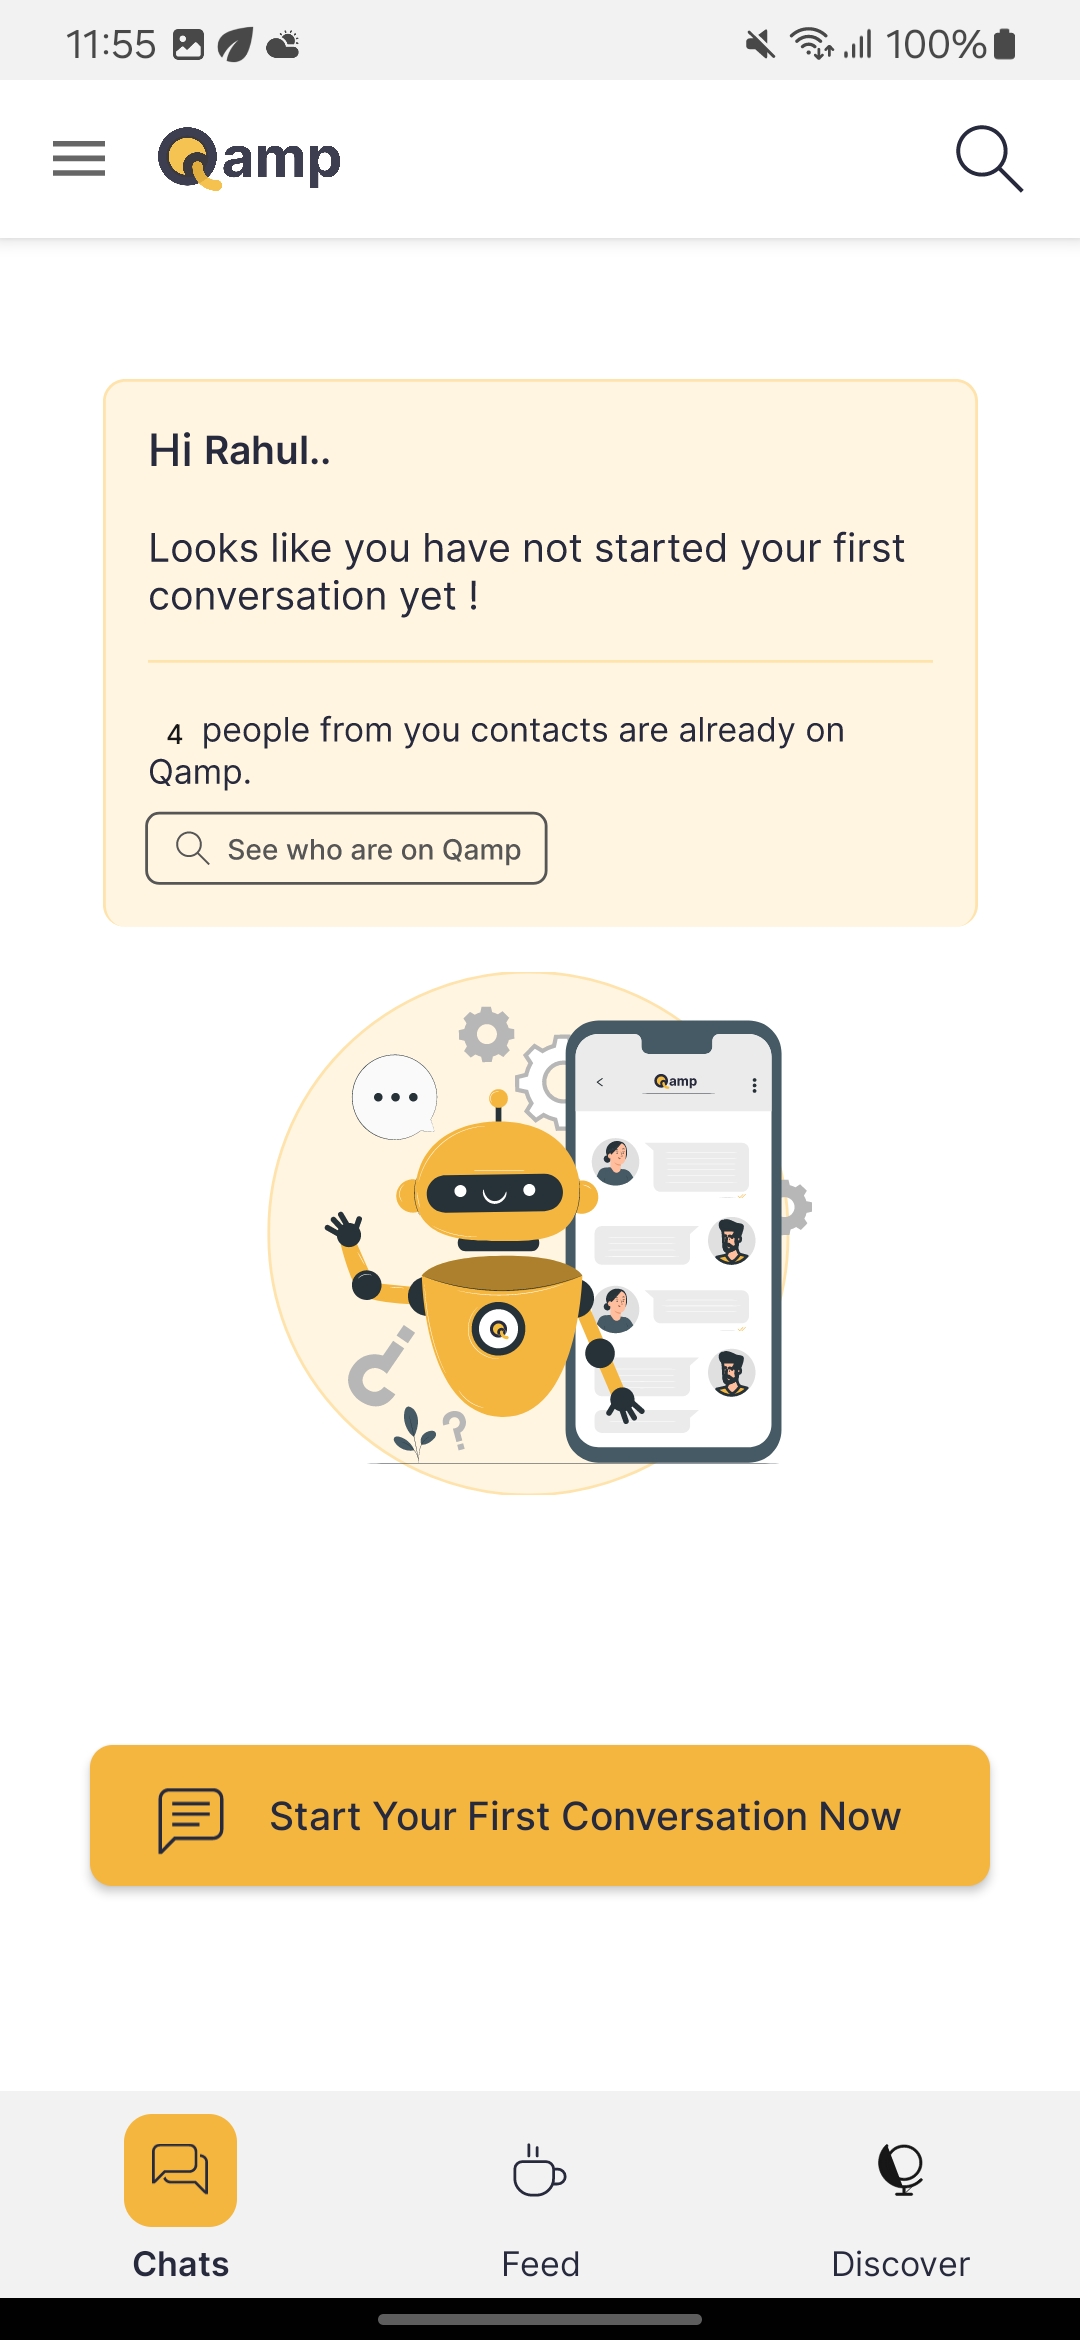 11:55 100%
Qamp
Hi Rahul..
Looks like you have not started your first
conversation yet !
4 people from you contacts are already on
Qamp.
See who are on Qamp
Qamp
Start Your First Conversation Now
Chats Feed Discover